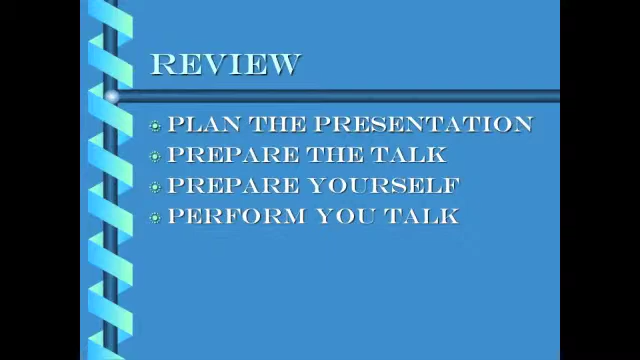 REVIEW
PLAN THE PRESENTATION
PREPARE THE TALK
PREPARE YOURSELF
PERFORM YOU TALK